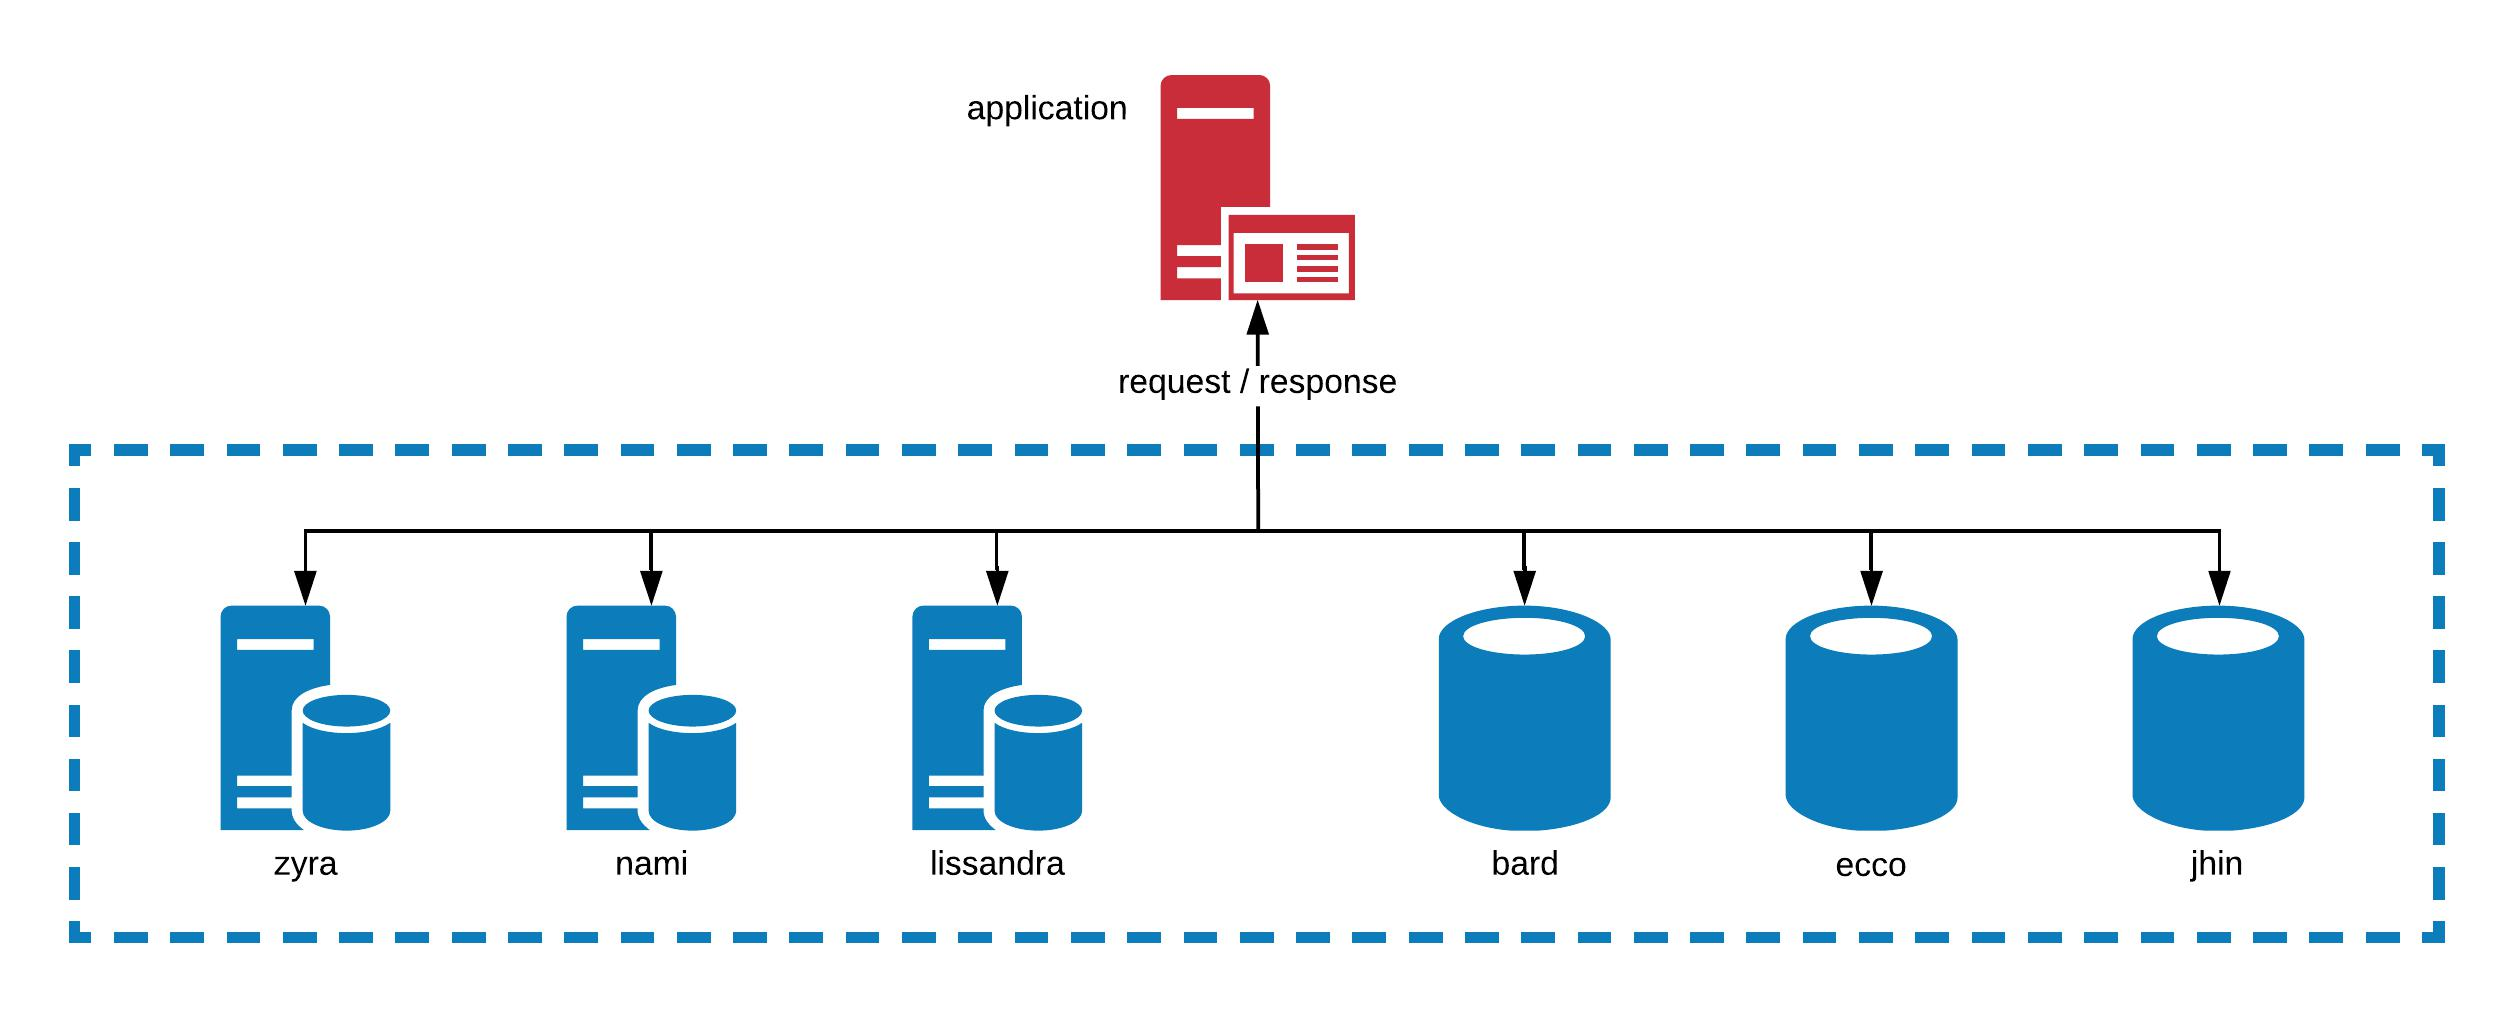 application
request / response
zyra
nami
lissandra
bard
ecco
jhin